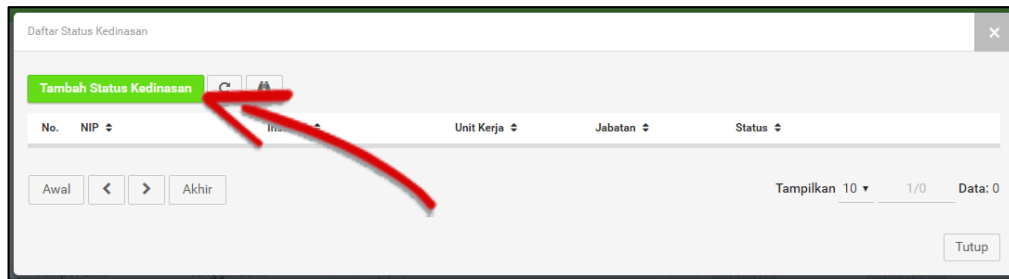 Daftar Status Kedinasan
Tambah Status Kedinasan
No. NIP Unit Kerja Jabatan Status
Awal Akhir Tampilkan 10 1/0 Data: 0
Tutup